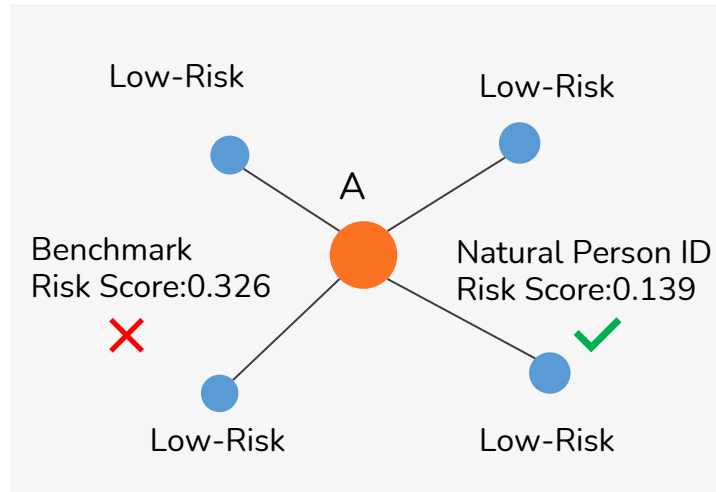 Low-Risk
Low-Risk
A
Benchmark
Risk Score:0.326
Natural Person ID
Risk Score:0.139
Low-Risk
Low-Risk